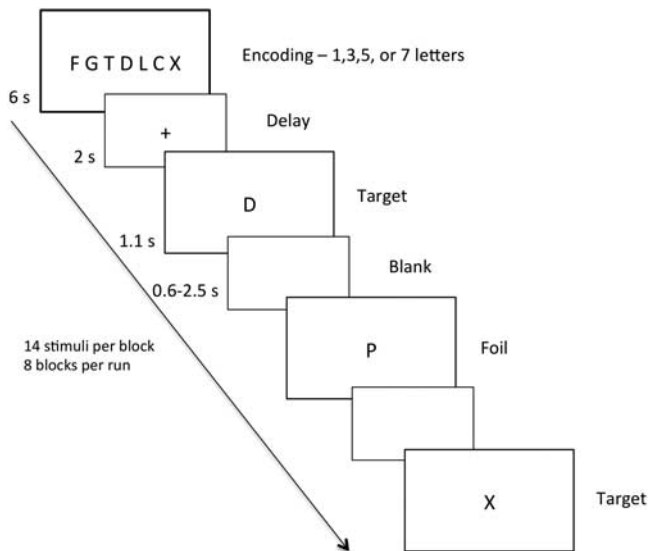 F G T D L C X
Encoding – 1,3,5, or 7 letters
6 s
+
Delay
2 s
D
Target
1.1 s
Blank
0.6-2.5 s
P
Foil
14 stimuli per block
8 blocks per run
X
Target